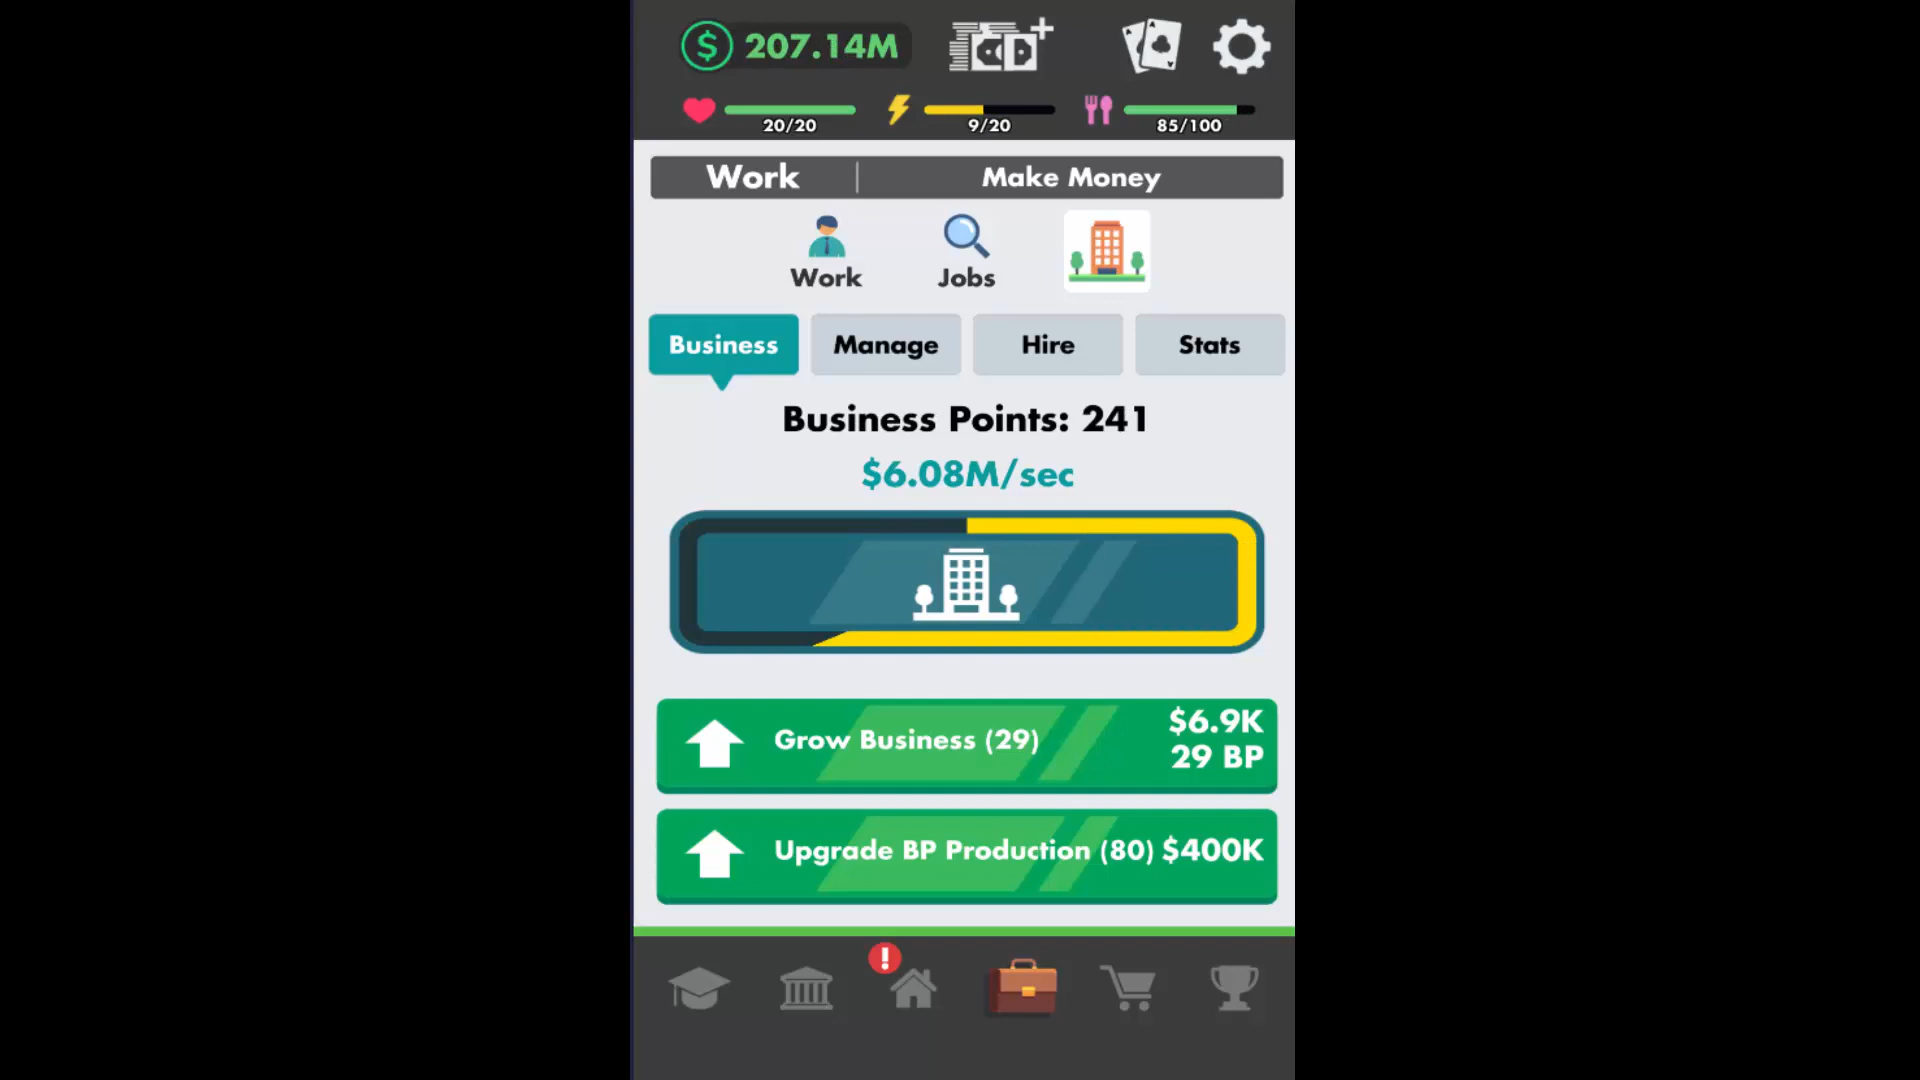 207.14M
20/20
9/20
85/100
Work
Make Money
Work
Jobs
Business
Manage
Hire
Stats
Business Points: 241
$6.08M/sec
Grow Business (29)
$6.9K
29 BP
Upgrade BP Production (80) $400K